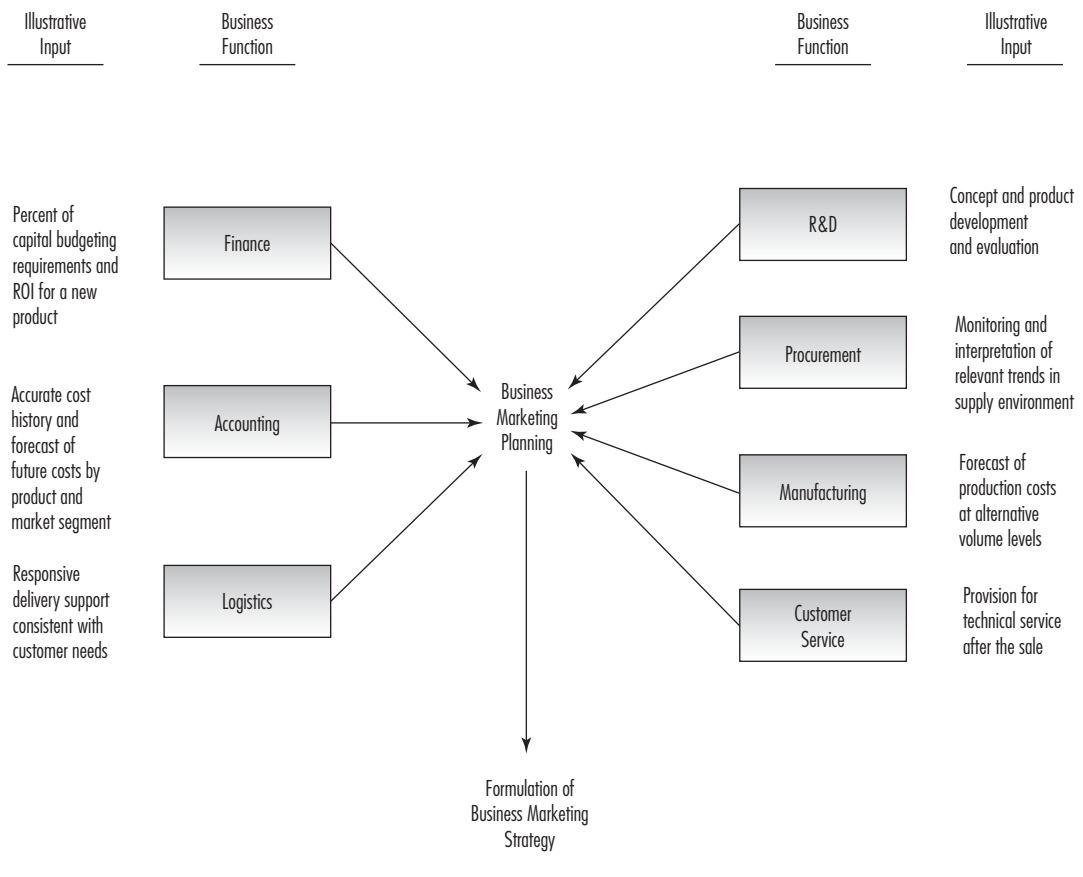 Illustrative
Input
Business
Function
Business
Function
Illustrative
Input
Percent of
capital budgeting
requirements and
ROI for a new
product
Finance
R&D
Concept and product
development
and evaluation
Procurement
Monitoring and
interpretation of
relevant trends in
supply environment
Accurate cost
history and
forecast of
future costs by
product and
market segment
Accounting
Business
Marketing
Planning
Manufacturing
Forecast of
production costs
at alternative
volume levels
Responsive
delivery support
consistent with
customer needs
Logistics
Customer
Service
Provision for
technical service
after the sale
Formulation of
Business Marketing
Strategy